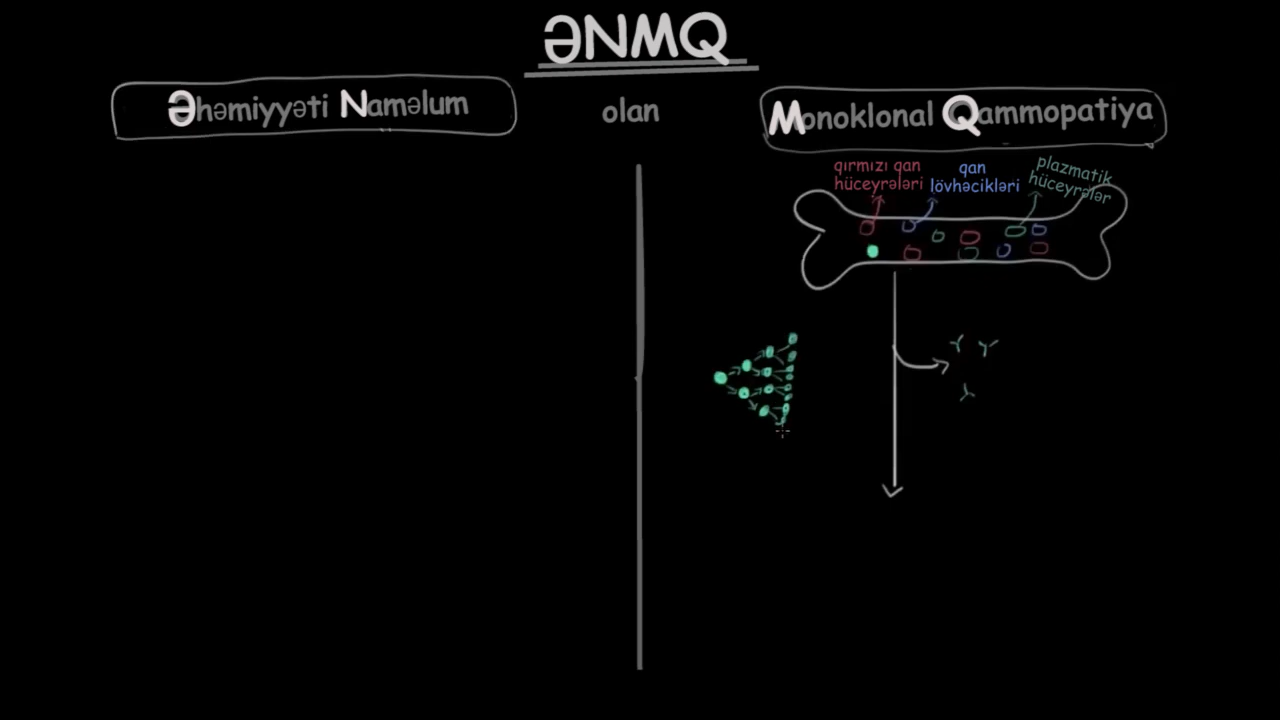 ƏNMQ
Əhəmiyyəti Naməlum olan Monoklonal Qammopatiya
qırmızı qan hüceyrələri
qan lövhəcikləri
plazmatik hüceyrələr